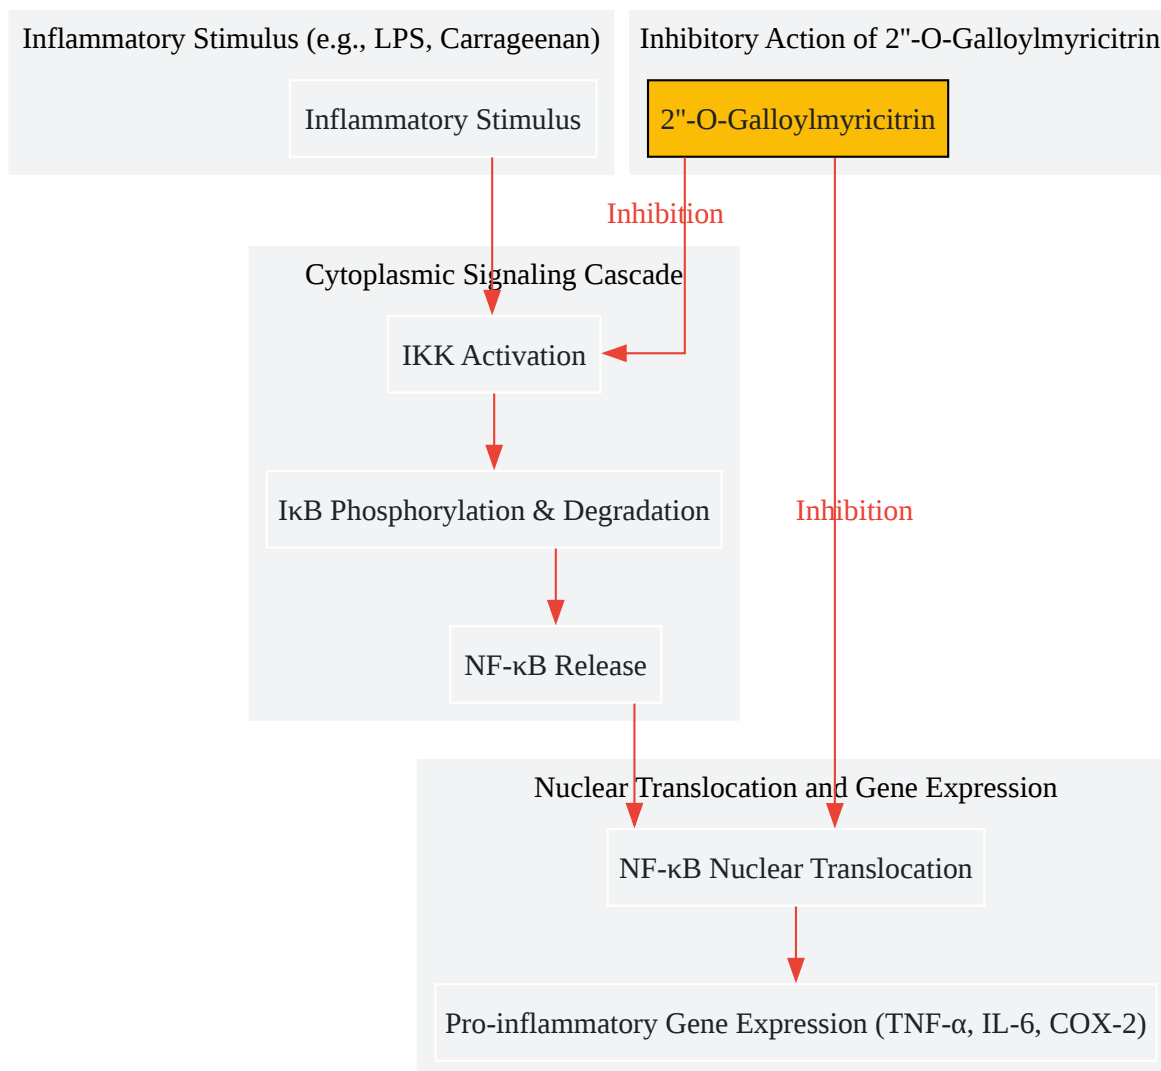 Inflammatory Stimulus (e.g., LPS, Carrageenan)
Inhibitory Action of 2"-O-Galloylmyricitrin
Inflammatory Stimulus
2"-O-Galloylmyricitrin
Inhibition
Cytoplasmic Signaling Cascade
IKK Activation
IκB Phosphorylation & Degradation
Inhibition
NF-κB Release
Nuclear Translocation and Gene Expression
NF-κB Nuclear Translocation
Pro-inflammatory Gene Expression (TNF-α, IL-6, COX-2)